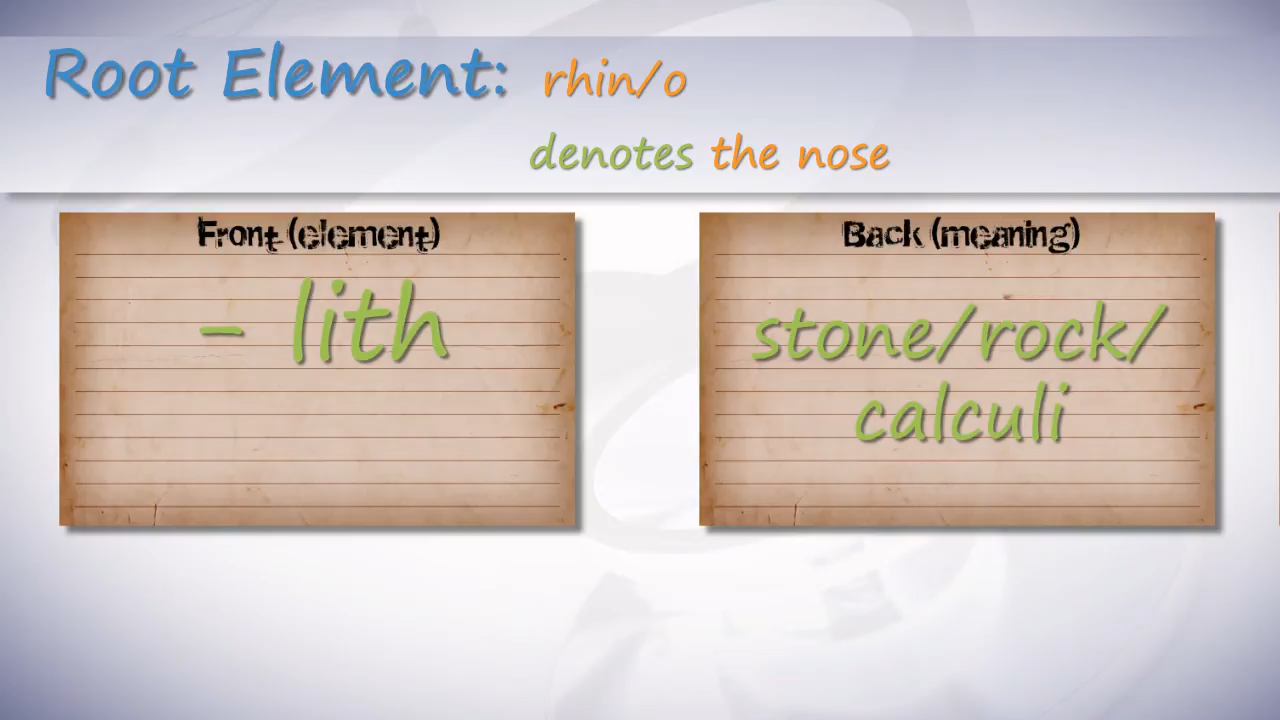 Root Element: rhin/o
denotes the nose
Front (element)
- lith
Back (meaning)
stone/rock/
calculi